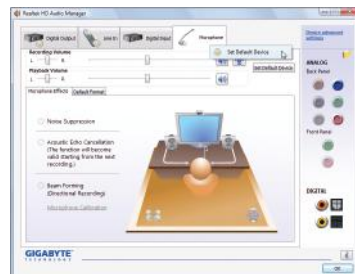 Realtek HD Audio Manager
Digital Output
Line In
Digital Input
Microphone
Device advanced settings
Set Default Device
Recording Volume
L
R
Set Default Device
Playback Volume
L
R
Microphone Effects
Default Format
Noise Suppression
Acoustic Echo Cancellation
(The function will become
valid starting from the next
recording.)
Beam Forming
(Directional Recording)
Microphone Calibration
ANALOG
Back Panel
Front Panel
DIGITAL
GIGABYTE
TECHNOLOGY
i
OK